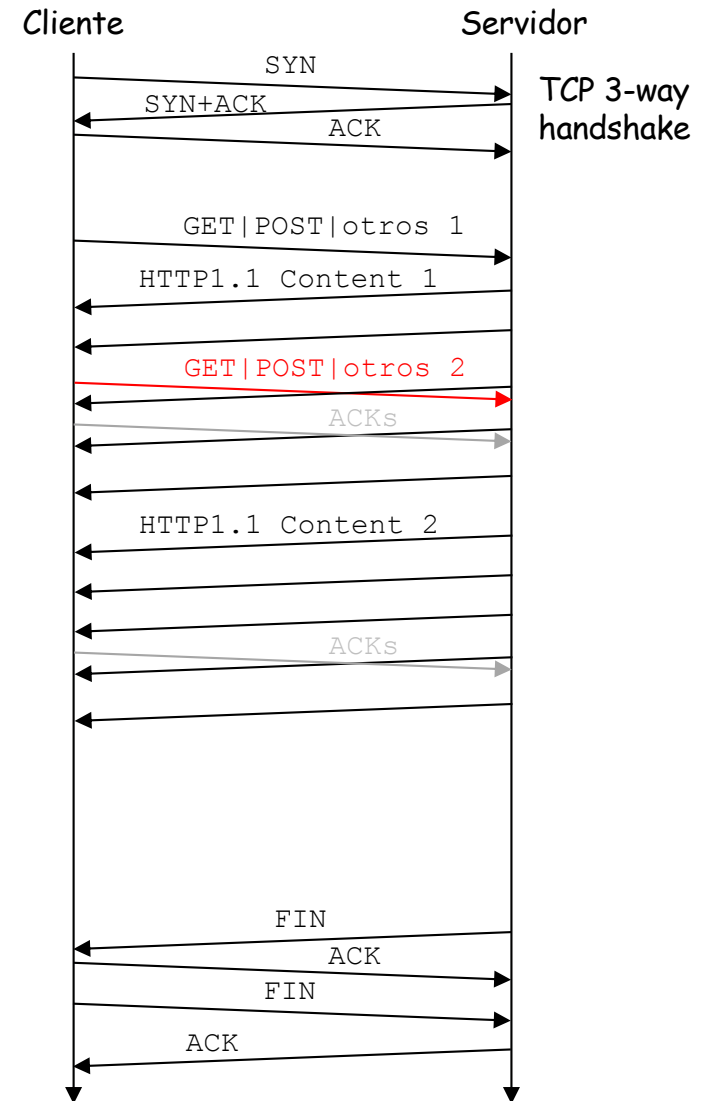 Cliente
Servidor
SYN
TCP 3-way
handshake
SYN+ACK
ACK
GET|POST|otros 1
HTTP1.1 Content 1
GET|POST|otros 2
ACKs
HTTP1.1 Content 2
ACKs
FIN
ACK
FIN
ACK